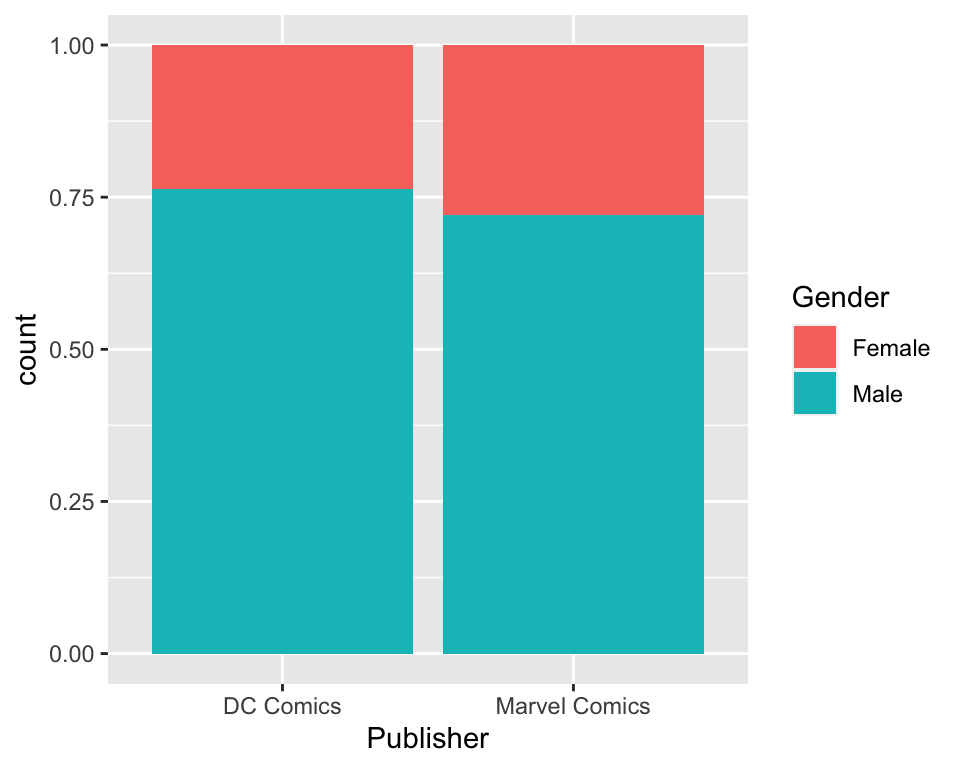 1.00
0.75
0.50
0.25
0.00
count
DC Comics
Marvel Comics
Publisher
Gender
Female
Male